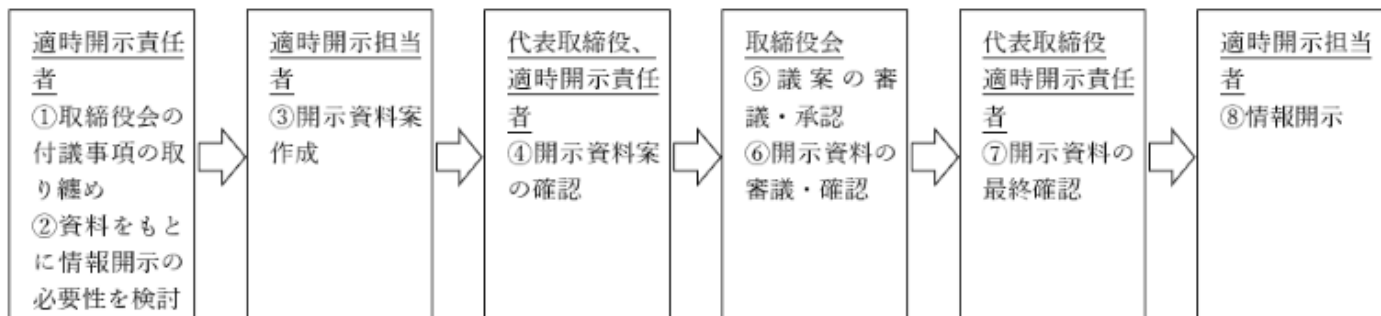 適時開示責任
者
①取締役会の
付議事項の取
り纏め
②資料をもと
に情報開示の
必要性を検討
適時開示担当
者
③開示資料案
作成
代表取締役、
適時開示責任
者
④開示資料案
の確認
取締役会
⑤議案の審
議・承認
⑥開示資料の
審議・確認
代表取締役
適時開示責任
者
⑦開示資料の
最終確認
適時開示担当
者
⑧情報開示